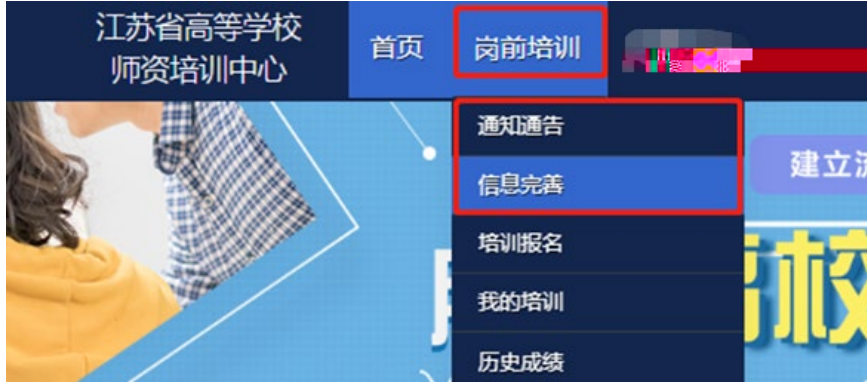 江苏省高等学校
师资培训中心
首页
岗前培训
通知通告
信息完善
培训报名
我的培训
历史成绩
建立
校